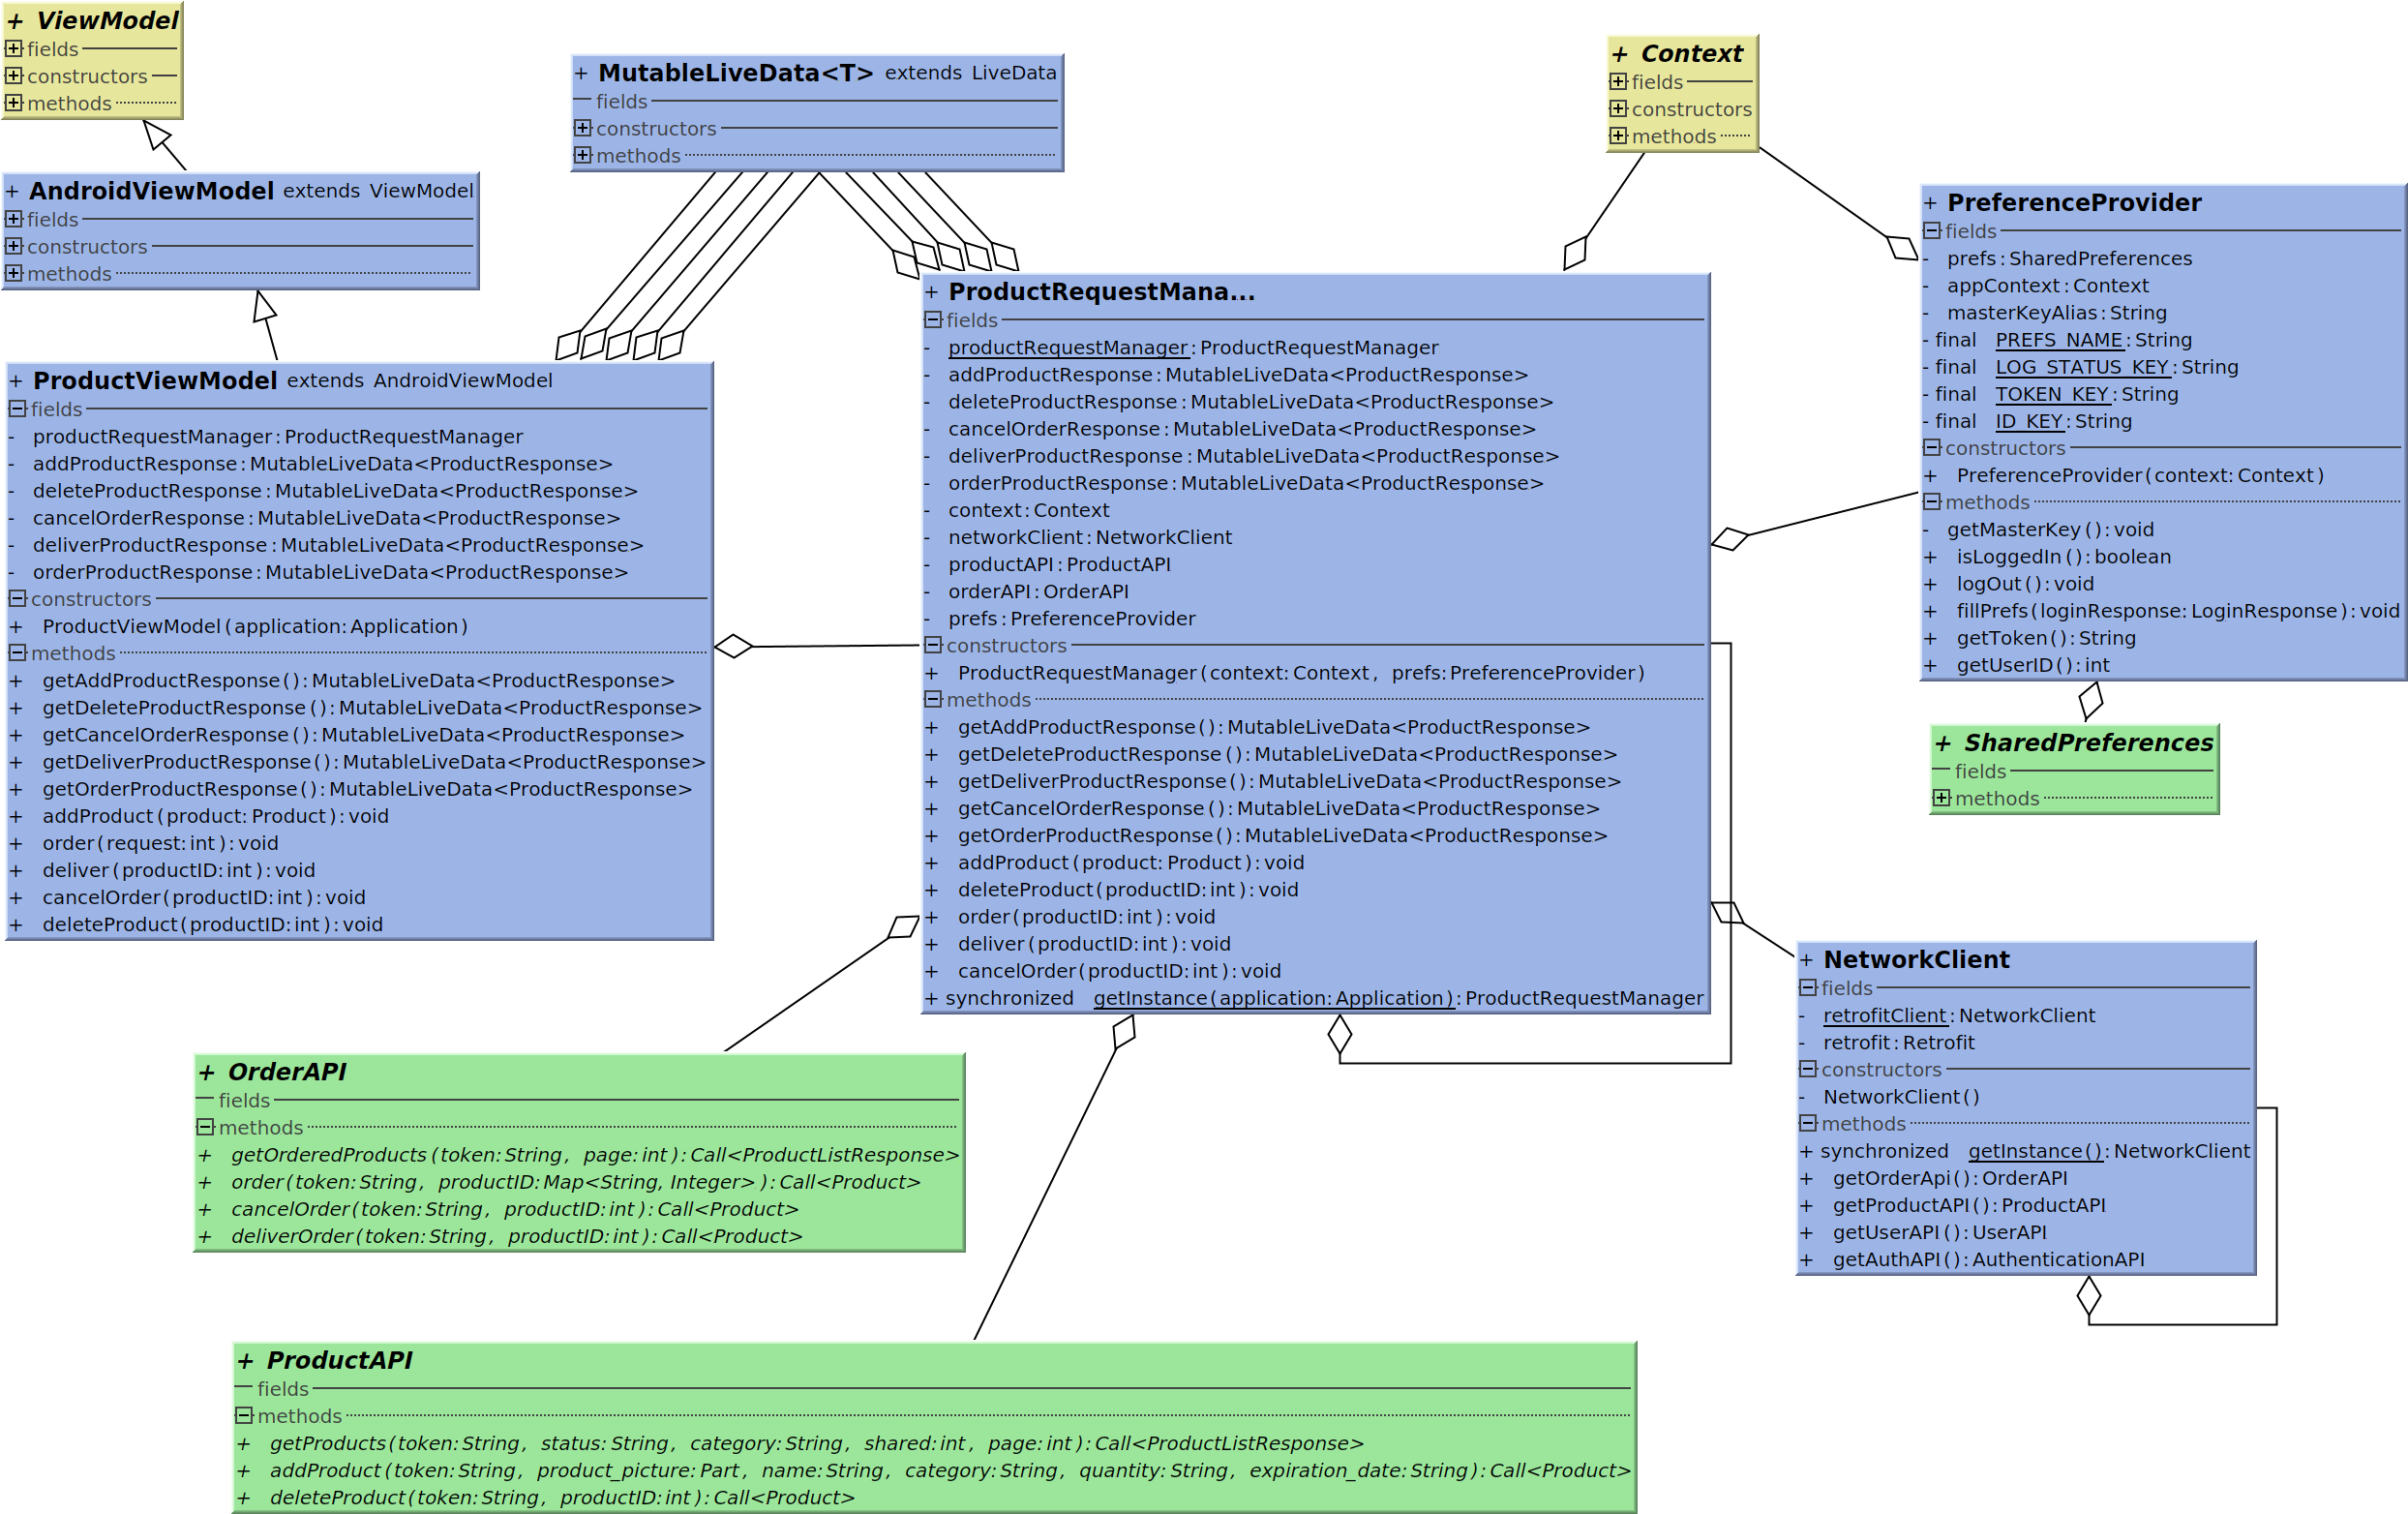 + ViewModel
fields
constructors
methods
+ AndroidViewModel extends ViewModel
fields
constructors
methods
+ MutableLiveData<T> extends LiveData
fields
constructors
methods
+ Context
fields
constructors
methods
+ ProductViewModel extends AndroidViewModel
fields
- productRequestManager : ProductRequestManager
- addProductResponse : MutableLiveData<ProductResponse>
- deleteProductResponse : MutableLiveData<ProductResponse>
- cancelOrderResponse : MutableLiveData<ProductResponse>
- deliverProductResponse : MutableLiveData<ProductResponse>
- orderProductResponse : MutableLiveData<ProductResponse>
constructors
+ ProductViewModel (application: Application )
methods
+ getAddProductResponse ( ) : MutableLiveData<ProductResponse>
+ getDeleteProductResponse ( ) : MutableLiveData<ProductResponse>
+ getCancelOrderResponse ( ) : MutableLiveData<ProductResponse>
+ getDeliverProductResponse ( ) : MutableLiveData<ProductResponse>
+ getOrderProductResponse ( ) : MutableLiveData<ProductResponse>
+ addProduct (product: Product ) : void
+ order (request: int ) : void
+ deliver (productID: int ) : void
+ cancelOrder (productID: int ) : void
+ deleteProduct (productID: int ) : void
+ ProductRequestMana...
fields
- productRequestManager : ProductRequestManager
- addProductResponse : MutableLiveData<ProductResponse>
- deleteProductResponse : MutableLiveData<ProductResponse>
- cancelOrderResponse : MutableLiveData<ProductResponse>
- deliverProductResponse : MutableLiveData<ProductResponse>
- orderProductResponse : MutableLiveData<ProductResponse>
- context : Context
- networkClient : NetworkClient
- productAPI : ProductAPI
- orderAPI : OrderAPI
- prefs : PreferenceProvider
constructors
+ ProductRequestManager (context: Context , prefs: PreferenceProvider )
methods
+ getAddProductResponse ( ) : MutableLiveData<ProductResponse>
+ getDeleteProductResponse ( ) : MutableLiveData<ProductResponse>
+ getDeliverProductResponse ( ) : MutableLiveData<ProductResponse>
+ getCancelOrderResponse ( ) : MutableLiveData<ProductResponse>
+ getOrderProductResponse ( ) : MutableLiveData<ProductResponse>
+ addProduct (product: Product ) : void
+ deleteProduct (productID: int ) : void
+ order (productID: int ) : void
+ deliver (productID: int ) : void
+ cancelOrder (productID: int ) : void
+ synchronized getInstance (application: Application ) : ProductRequestManager
+ PreferenceProvider
fields
- prefs : SharedPreferences
- appContext : Context
- masterKeyAlias : String
- final PREFS_NAME : String
- final LOG_STATUS_KEY : String
- final TOKEN_KEY : String
- final ID_KEY : String
constructors
+ PreferenceProvider (context: Context )
methods
- getMasterKey ( ) : void
+ isLoggedIn ( ) : boolean
+ logOut ( ) : void
+ fillPrefs (loginResponse: LoginResponse ) : void
+ getToken ( ) : String
+ getUserID ( ) : int
+ SharedPreferences
fields
methods
+ NetworkClient
fields
- retrofitClient : NetworkClient
- retrofit : Retrofit
constructors
- NetworkClient ( )
methods
+ synchronized getInstance ( ) : NetworkClient
+ getOrderApi ( ) : OrderAPI
+ getProductAPI ( ) : ProductAPI
+ getUserAPI ( ) : UserAPI
+ getAuthAPI ( ) : AuthenticationAPI
+ OrderAPI
fields
methods
+ getOrderedProducts (token: String , page: int ) : Call<ProductListResponse>
+ order (token: String , productID: Map<String, Integer> ) : Call<Product>
+ cancelOrder (token: String , productID: int ) : Call<Product>
+ deliverOrder (token: String , productID: int ) : Call<Product>
+ ProductAPI
fields
methods
+ getProducts (token: String , status: String , category: String , shared: int , page: int ) : Call<ProductListResponse>
+ addProduct (token: String , product_picture: Part , name: String , category: String , quantity: String , expiration_date: String ) : Call<Product>
+ deleteProduct (token: String , productID: int ) : Call<Product>